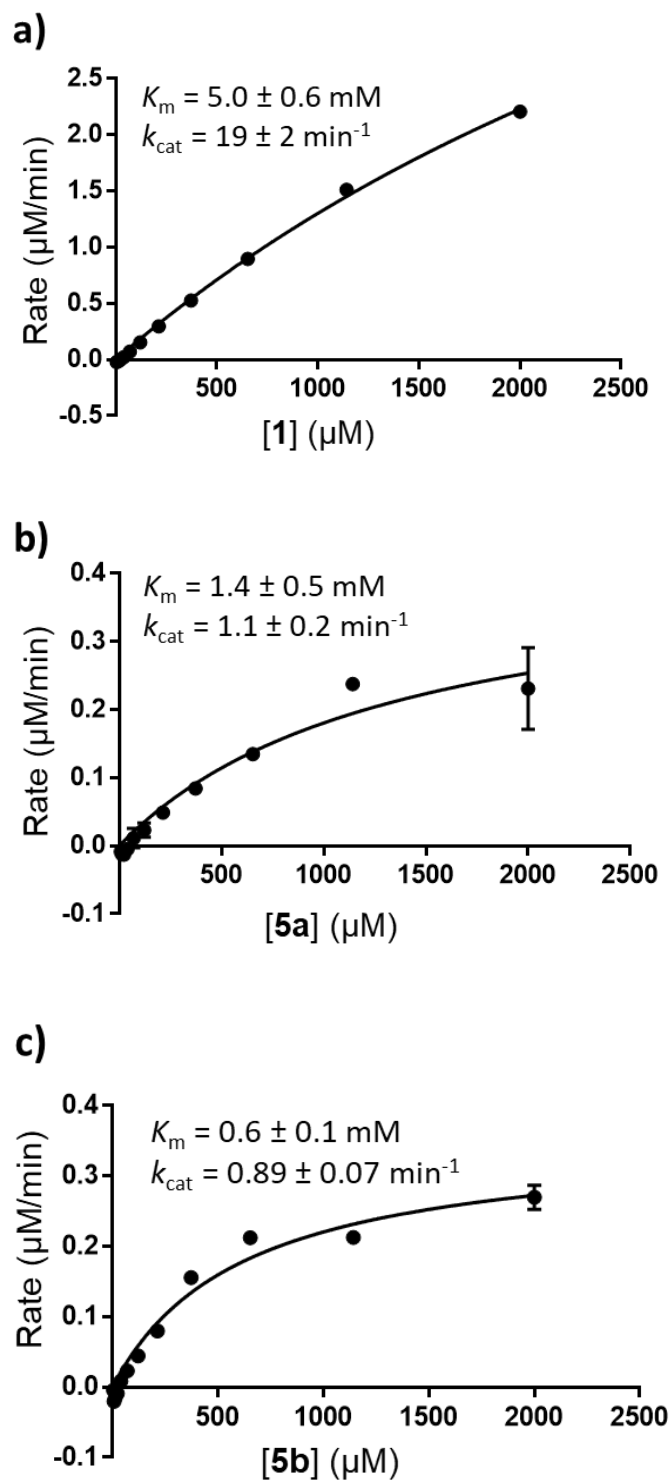 a)
K_m = 5.0 ± 0.6 mM
k_cat = 19 ± 2 min⁻¹
Rate (µM/min)
2.5
2.0
1.5
1.0
0.5
0.0
-0.5
500 1000 1500 2000 2500
[1] (µM)
b)
K_m = 1.4 ± 0.5 mM
k_cat = 1.1 ± 0.2 min⁻¹
Rate (µM/min)
0.4
0.3
0.2
0.1
0.0
-0.1
500 1000 1500 2000 2500
[5a] (µM)
c)
K_m = 0.6 ± 0.1 mM
k_cat = 0.89 ± 0.07 min⁻¹
Rate (µM/min)
0.4
0.3
0.2
0.1
0.0
-0.1
500 1000 1500 2000 2500
[5b] (µM)